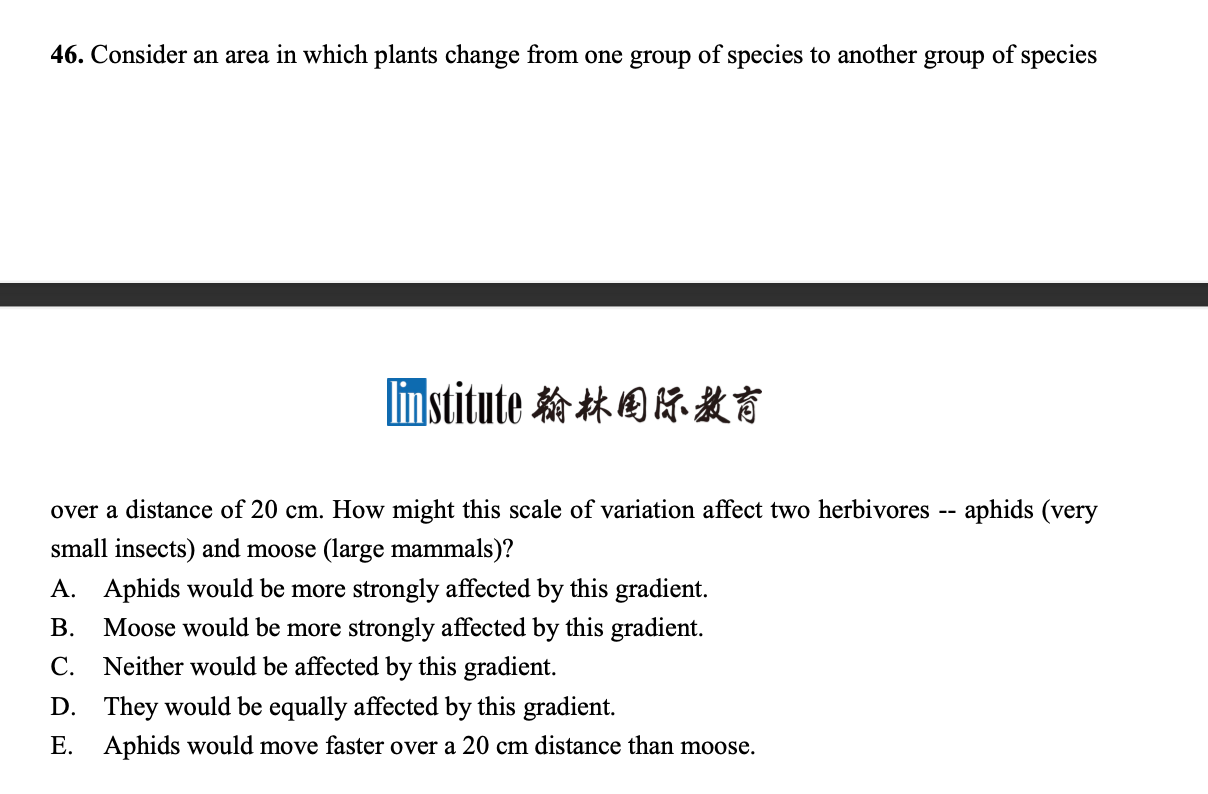 46. Consider an area in which plants change from one group of species to another group of species
linstitute 翰林国际教育
over a distance of 20 cm. How might this scale of variation affect two herbivores -- aphids (very
small insects) and moose (large mammals)?
A. Aphids would be more strongly affected by this gradient.
B. Moose would be more strongly affected by this gradient.
C. Neither would be affected by this gradient.
D. They would be equally affected by this gradient.
E. Aphids would move faster over a 20 cm distance than moose.